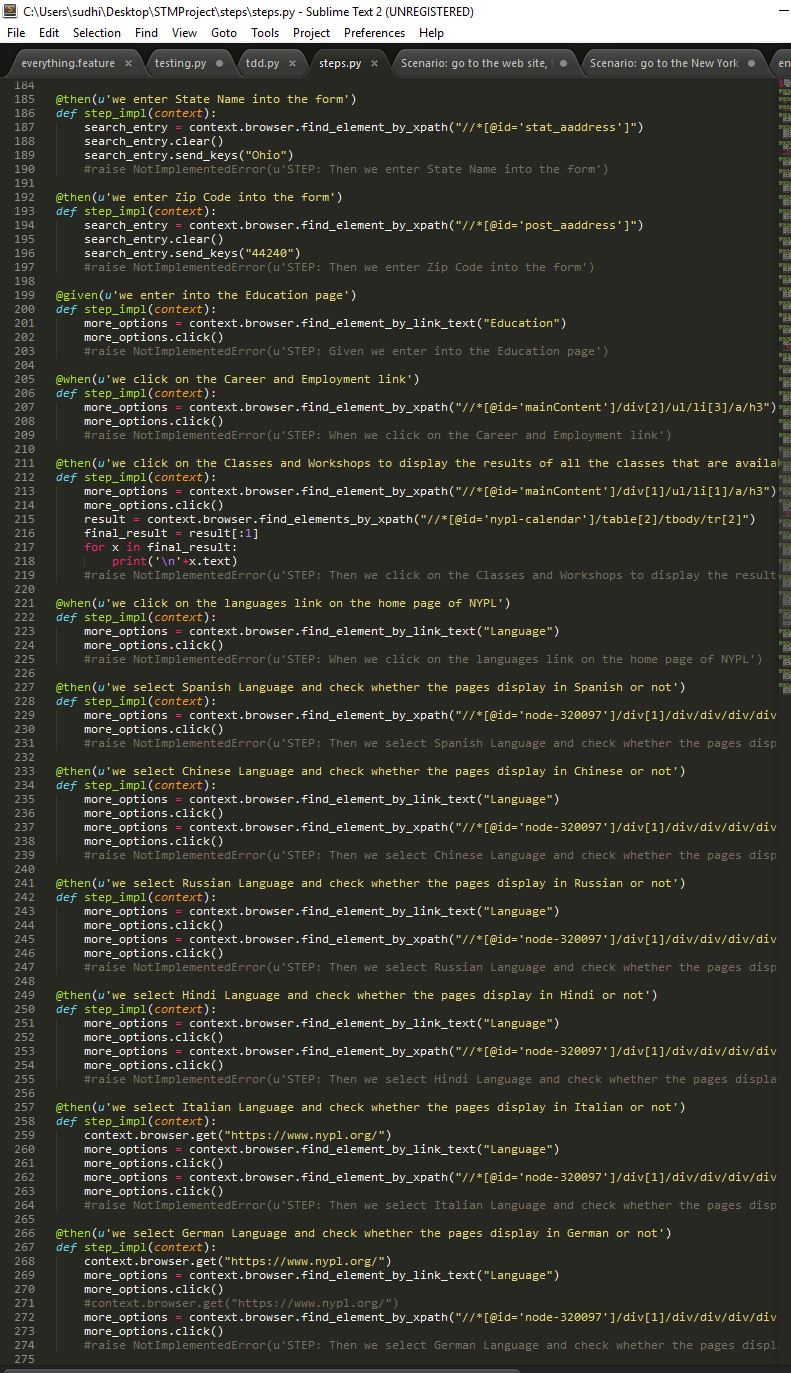 C:\Users\sudhi\Desktop\STMProject\steps\steps.py - Sublime Text 2 (UNREGISTERED)
File Edit Selection Find View Goto Tools Project Preferences Help
everything.feature × testing.py tdd.py × steps.py × Scenario: go to the web site, Scenario: go to the New York en
184
185 @then(u'we enter State Name into the form')
186 def step_impl(context):
187 search_entry = context.browser.find_element_by_xpath("//*[@id='stat_aaddress']")
188 search_entry.clear()
189 search_entry.send_keys("Ohio")
190 #raise NotImplementedError(u'STEP: Then we enter State Name into the form')
191
192 @then(u'we enter Zip Code into the form')
193 def step_impl(context):
194 search_entry = context.browser.find_element_by_xpath("//*[@id='post_aaddress']")
195 search_entry.clear()
196 search_entry.send_keys("44240")
197 #raise NotImplementedError(u'STEP: Then we enter Zip Code into the form')
198
199 @given(u'we enter into the Education page')
200 def step_impl(context):
201 more_options = context.browser.find_element_by_link_text("Education")
202 more_options.click()
203 #raise NotImplementedError(u'STEP: Given we enter into the Education page')
204
205 @when(u'we click on the Career and Employment link')
206 def step_impl(context):
207 more_options = context.browser.find_element_by_xpath("//*[@id='mainContent']/div[2]/ul/li[3]/a/h3")
208 more_options.click()
209 #raise NotImplementedError(u'STEP: When we click on the Career and Employment link')
210
211 @then(u'we click on the Classes and Workshops to display the results of all the classes that are availa
212 def step_impl(context):
213 more_options = context.browser.find_element_by_xpath("//*[@id='mainContent']/div[1]/ul/li[1]/a/h3")
214 more_options.click()
215 result = context.browser.find_elements_by_xpath("//*[@id='nypl-calendar']/table[2]/tbody/tr[2]")
216 final_result = result[:1]
217 for x in final_result:
218 print('\n'+x.text)
219 #raise NotImplementedError(u'STEP: Then we click on the Classes and Workshops to display the result
220
221 @when(u'we click on the languages link on the home page of NYPL')
222 def step_impl(context):
223 more_options = context.browser.find_element_by_link_text("Language")
224 more_options.click()
225 #raise NotImplementedError(u'STEP: When we click on the languages link on the home page of NYPL')
226
227 @then(u'we select Spanish Language and check whether the pages display in Spanish or not')
228 def step_impl(context):
229 more_options = context.browser.find_element_by_xpath("//*[@id='node-320097']/div[1]/div/div/div/div
230 more_options.click()
231 #raise NotImplementedError(u'STEP: Then we select Spanish Language and check whether the pages disp
232
233 @then(u'we select Chinese Language and check whether the pages display in Chinese or not')
234 def step_impl(context):
235 more_options = context.browser.find_element_by_link_text("Language")
236 more_options.click()
237 more_options = context.browser.find_element_by_xpath("//*[@id='node-320097']/div[1]/div/div/div/div
238 more_options.click()
239 #raise NotImplementedError(u'STEP: Then we select Chinese Language and check whether the pages disp
240
241 @then(u'we select Russian Language and check whether the pages display in Russian or not')
242 def step_impl(context):
243 more_options = context.browser.find_element_by_link_text("Language")
244 more_options.click()
245 more_options = context.browser.find_element_by_xpath("//*[@id='node-320097']/div[1]/div/div/div/div
246 more_options.click()
247 #raise NotImplementedError(u'STEP: Then we select Russian Language and check whether the pages disp
248
249 @then(u'we select Hindi Language and check whether the pages display in Hindi or not')
250 def step_impl(context):
251 more_options = context.browser.find_element_by_link_text("Language")
252 more_options.click()
253 more_options = context.browser.find_element_by_xpath("//*[@id='node-320097']/div[1]/div/div/div/div
254 more_options.click()
255 #raise NotImplementedError(u'STEP: Then we select Hindi Language and check whether the pages displa
256
257 @then(u'we select Italian Language and check whether the pages display in Italian or not')
258 def step_impl(context):
259 context.browser.get("https://www.nypl.org/")
260 more_options = context.browser.find_element_by_link_text("Language")
261 more_options.click()
262 more_options = context.browser.find_element_by_xpath("//*[@id='node-320097']/div[1]/div/div/div/div
263 more_options.click()
264 #raise NotImplementedError(u'STEP: Then we select Italian Language and check whether the pages disp
265
266 @then(u'we select German Language and check whether the pages display in German or not')
267 def step_impl(context):
268 context.browser.get("https://www.nypl.org/")
269 more_options = context.browser.find_element_by_link_text("Language")
270 more_options.click()
271 #context.browser.get("https://www.nypl.org/")
272 more_options = context.browser.find_element_by_xpath("//*[@id='node-320097']/div[1]/div/div/div/div
273 more_options.click()
274 #raise NotImplementedError(u'STEP: Then we select German Language and check whether the pages displ
275